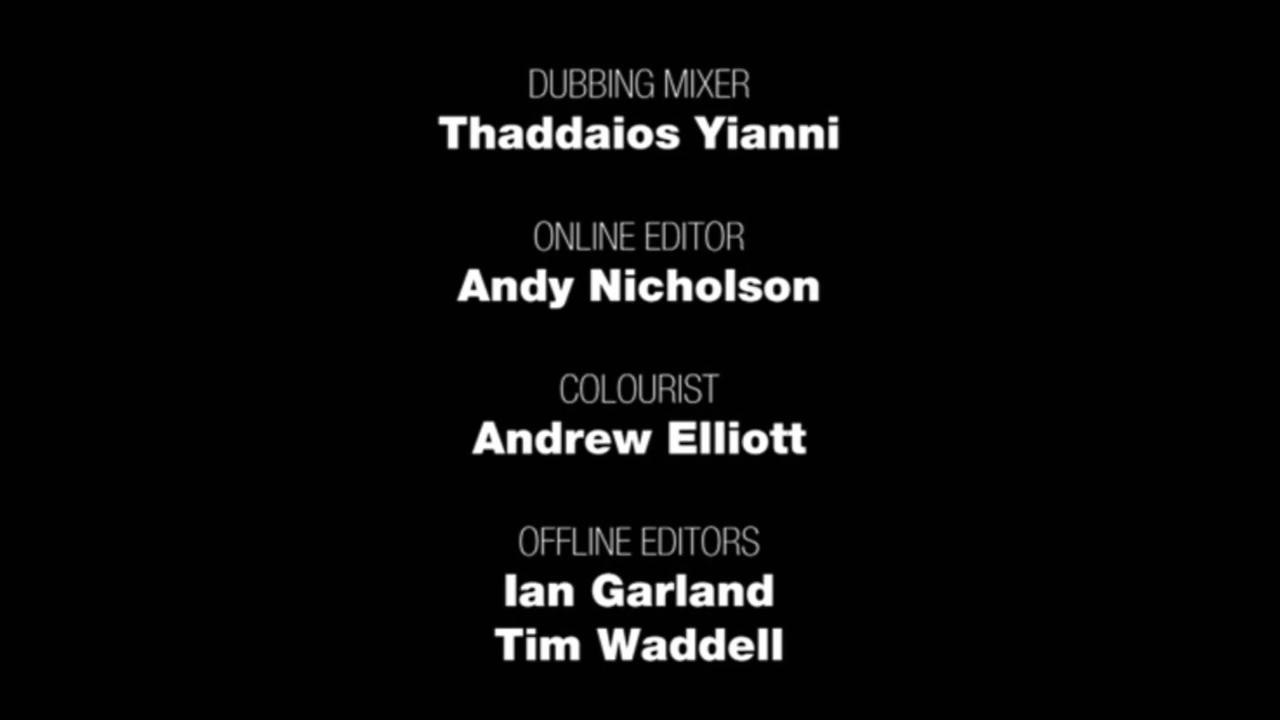 DUBBING MIXER
Thaddaios Yianni
ONLINE EDITOR
Andy Nicholson
COLOURIST
Andrew Elliott
OFFLINE EDITORS
Ian Garland
Tim Waddell